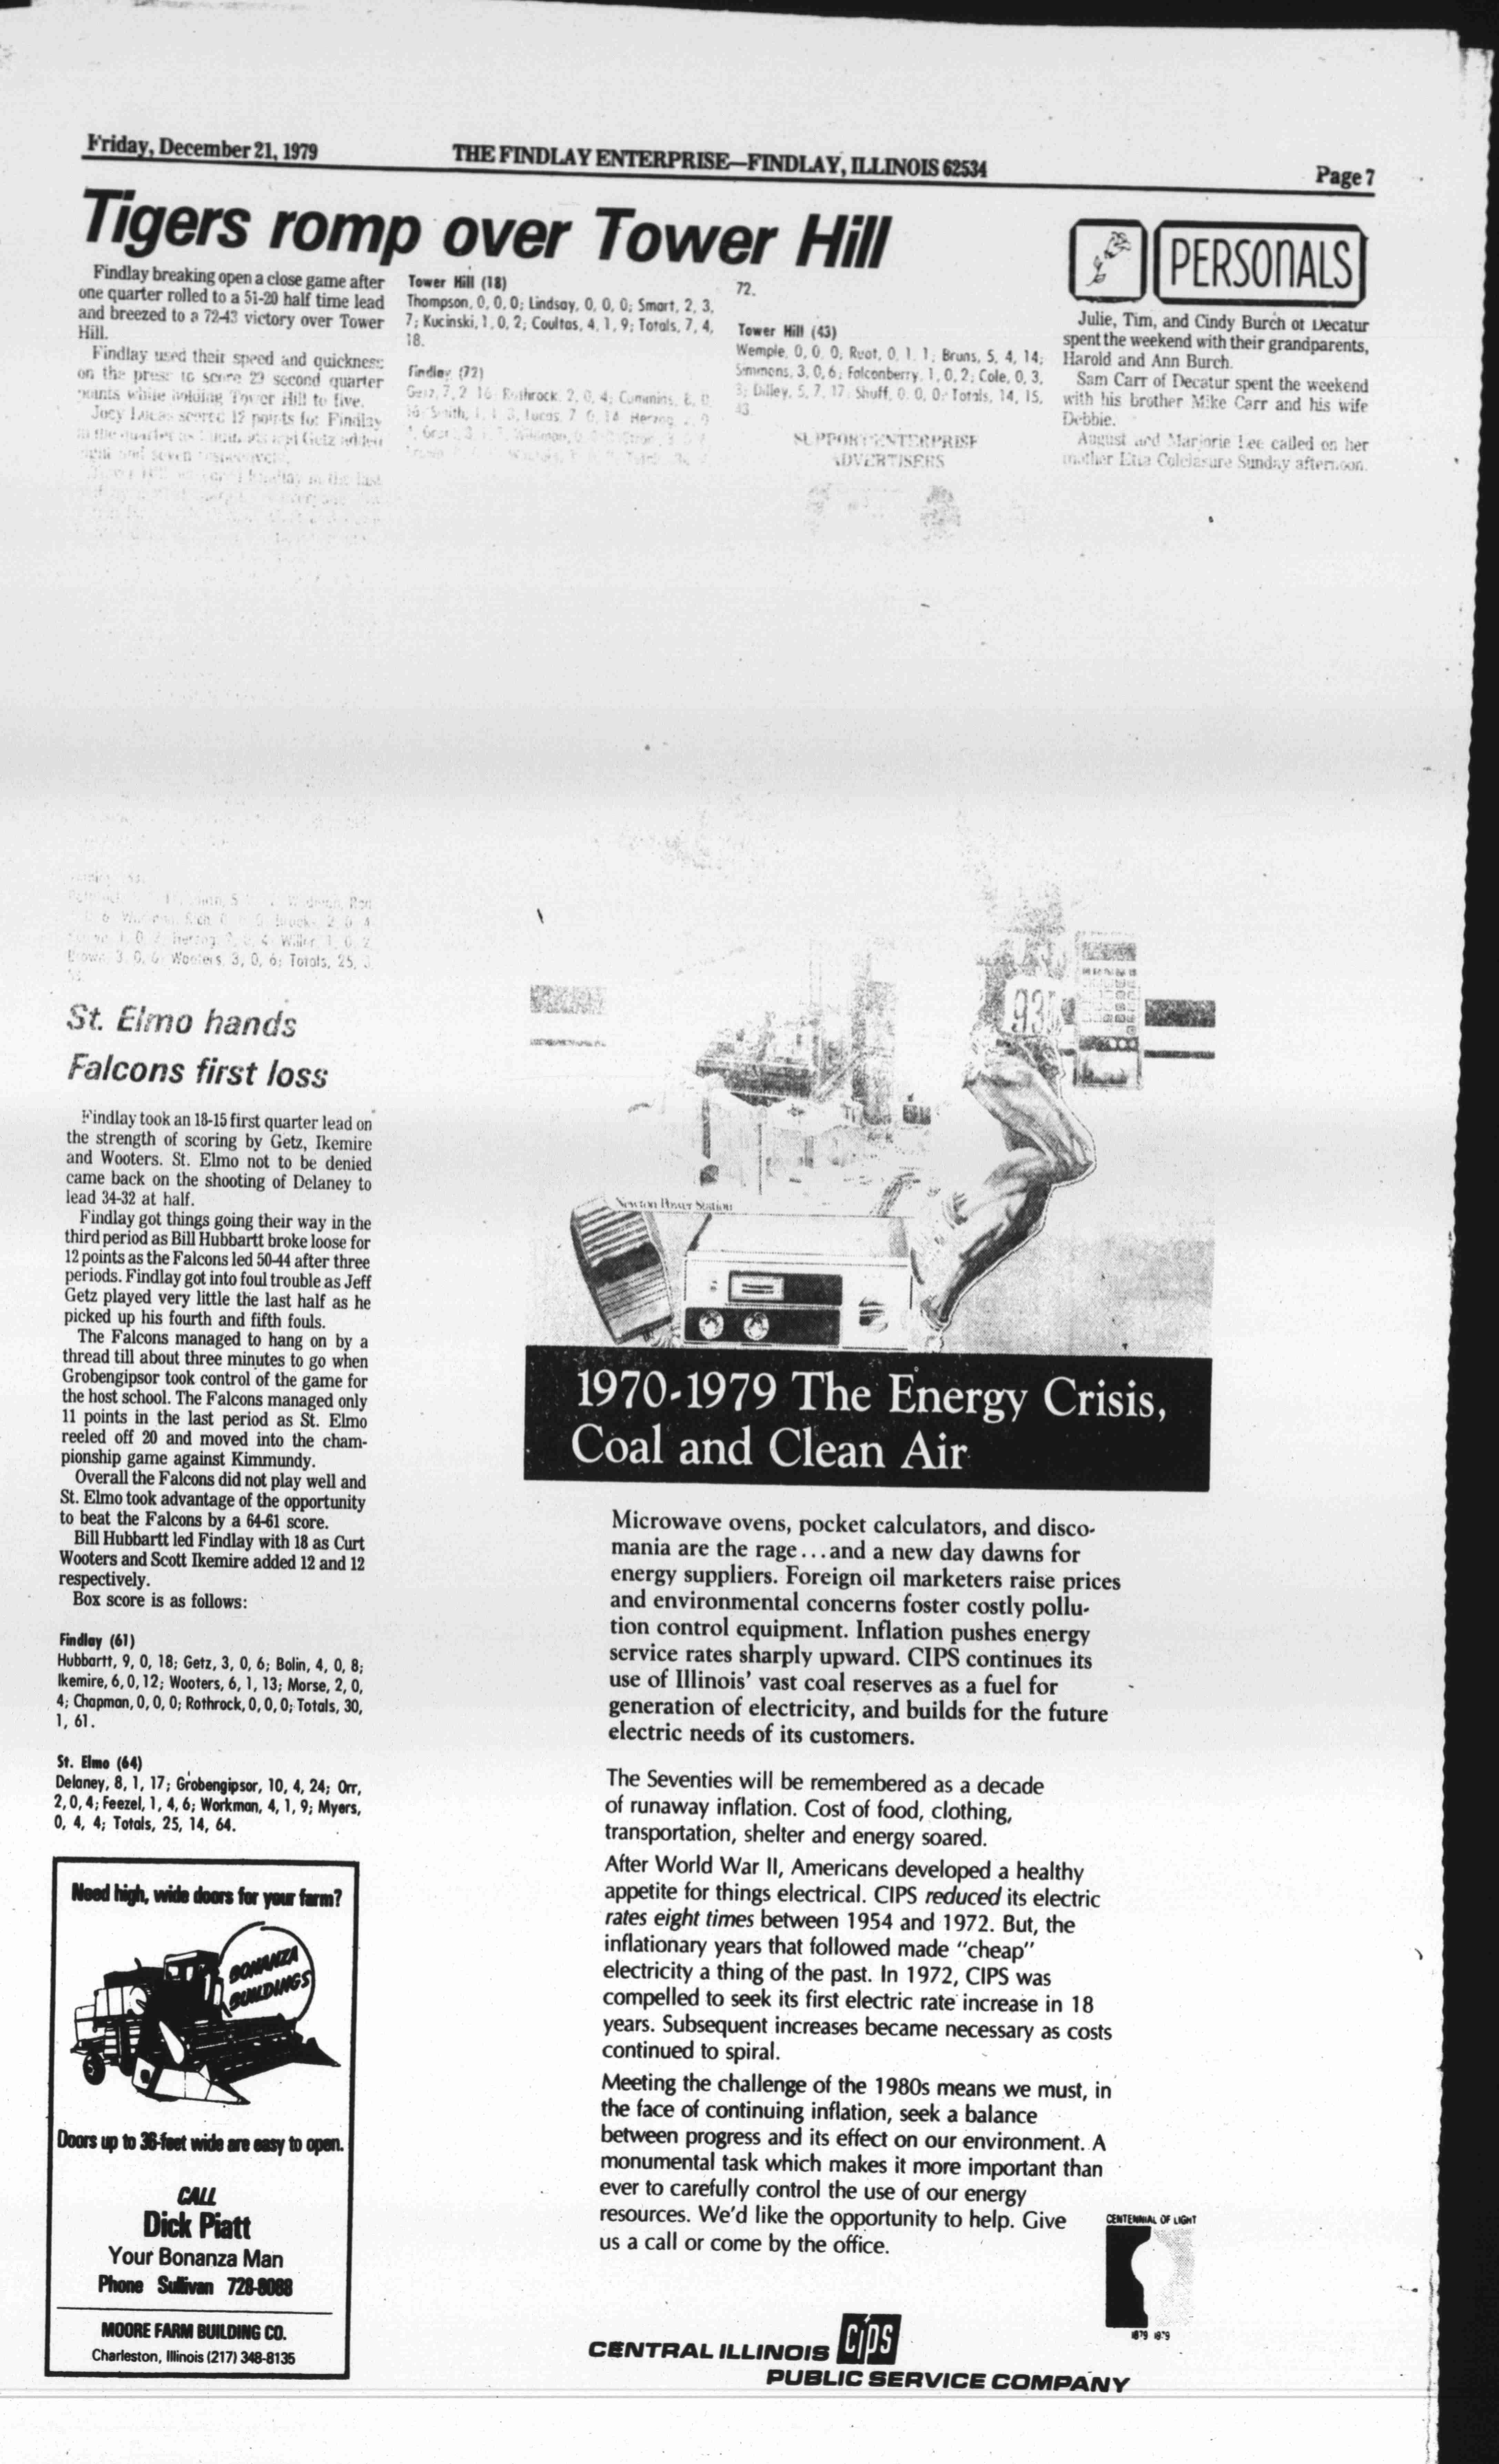 Friday, December 21, 1979
THE FINDLAY ENTERPRISE—FINDLAY, ILLINOIS 62534
Page 7
Tigers romp over Tower Hill
Findlay breaking open a close game after
one quarter rolled to a 51-20 half time lead
and breezed to a 72-43 victory over Tower
Hill.
Findlay used their speed and quickness
on the press to score 29 second quarter
points while holding Tower Hill to five.
Joey Lucas scored 12 points for Findlay
in the quarter as
Getz added
and seven
in the last
Tower Hill (18)
Thompson, 0, 0, 0; Lindsay, 0, 0, 0; Smart, 2, 3,
7; Kucinski, 1, 0, 2; Coultas, 4, 1, 9; Totals, 7, 4,
18.
Findlay (72)
Getz, 7, 2, 16; Rothrock, 2, 0, 4; Cummins, 8, 0,
16; Smith, 1, 1, 3; Lucas, 7, 0, 14; Herzog,
72.
Tower Hill (43)
Wemple, 0, 0, 0; Ruot, 0, 1, 1; Bruns, 5, 4, 14;
Simmons, 3, 0, 6; Falconberry, 1, 0, 2; Cole, 0, 3,
3; Dilley, 5, 7, 17; Shuff, 0, 0, 0; Totals, 14, 15,
43.
SUPPORT ENTERPRISE
ADVERTISERS
PERSONALS
Julie, Tim, and Cindy Burch of Decatur
spent the weekend with their grandparents,
Harold and Ann Burch.
Sam Carr of Decatur spent the weekend
with his brother Mike Carr and his wife
Debbie.
August and Marjorie Lee called on her
mother Etta Colclasure Sunday afternoon.
Brown, 3, 0, 6; Wooters, 3, 0, 6; Totals, 25, 3,
St. Elmo hands
Falcons first loss
Findlay took an 18-15 first quarter lead on
the strength of scoring by Getz, Ikemire
and Wooters. St. Elmo not to be denied
came back on the shooting of Delaney to
lead 34-32 at half.
Findlay got things going their way in the
third period as Bill Hubbartt broke loose for
12 points as the Falcons led 50-44 after three
periods. Findlay got into foul trouble as Jeff
Getz played very little the last half as he
picked up his fourth and fifth fouls.
The Falcons managed to hang on by a
thread till about three minutes to go when
Grobengipsor took control of the game for
the host school. The Falcons managed only
11 points in the last period as St. Elmo
reeled off 20 and moved into the cham-
pionship game against Kimmundy.
Overall the Falcons did not play well and
St. Elmo took advantage of the opportunity
to beat the Falcons by a 64-61 score.
Bill Hubbartt led Findlay with 18 as Curt
Wooters and Scott Ikemire added 12 and 12
respectively.
Box score is as follows:
Findlay (61)
Hubbartt, 9, 0, 18; Getz, 3, 0, 6; Bolin, 4, 0, 8;
Ikemire, 6, 0, 12; Wooters, 6, 1, 13; Morse, 2, 0,
4; Chapman, 0, 0, 0; Rothrock, 0, 0, 0; Totals, 30,
1, 61.
St. Elmo (64)
Delaney, 8, 1, 17; Grobengipsor, 10, 4, 24; Orr,
2, 0, 4; Feezel, 1, 4, 6; Workman, 4, 1, 9; Myers,
0, 4, 4; Totals, 25, 14, 64.
Need high, wide doors for your farm?
BONANZA
BUILDINGS
Doors up to 36-feet wide are easy to open.
CALL
Dick Piatt
Your Bonanza Man
Phone Sullivan 728-8088
MOORE FARM BUILDING CO.
Charleston, Illinois (217) 348-8135
93
Newton Power Station
1970-1979 The Energy Crisis,
Coal and Clean Air
Microwave ovens, pocket calculators, and disco-
mania are the rage...and a new day dawns for
energy suppliers. Foreign oil marketers raise prices
and environmental concerns foster costly pollu-
tion control equipment. Inflation pushes energy
service rates sharply upward. CIPS continues its
use of Illinois' vast coal reserves as a fuel for
generation of electricity, and builds for the future
electric needs of its customers.
The Seventies will be remembered as a decade
of runaway inflation. Cost of food, clothing,
transportation, shelter and energy soared.
After World War II, Americans developed a healthy
appetite for things electrical. CIPS reduced its electric
rates eight times between 1954 and 1972. But, the
inflationary years that followed made "cheap"
electricity a thing of the past. In 1972, CIPS was
compelled to seek its first electric rate increase in 18
years. Subsequent increases became necessary as costs
continued to spiral.
Meeting the challenge of the 1980s means we must, in
the face of continuing inflation, seek a balance
between progress and its effect on our environment. A
monumental task which makes it more important than
ever to carefully control the use of our energy
resources. We'd like the opportunity to help. Give
us a call or come by the office.
CENTENNIAL OF LIGHT
1879 1979
CENTRAL ILLINOIS CIPS
PUBLIC SERVICE COMPANY